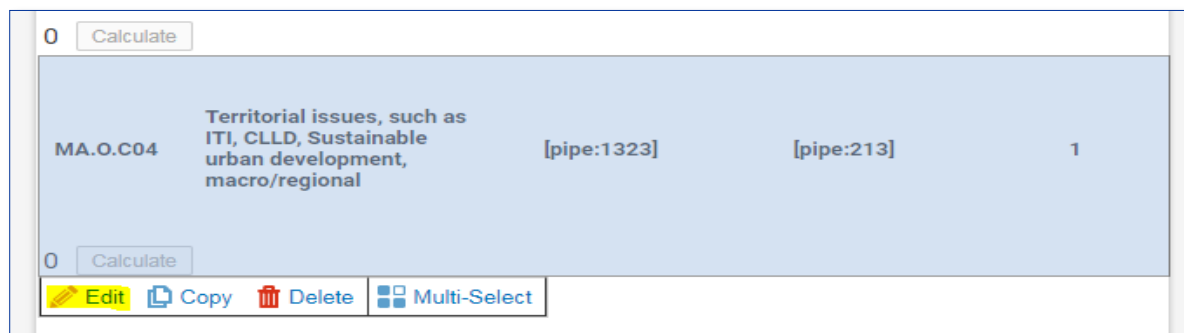 0 Calculate
Territorial issues, such as
ITI, CLLD, Sustainable
MA.O.C04 urban development, [pipe:1323] [pipe:213] 1
macro/regional
0 Calculate
Edit Copy Delete Multi-Select